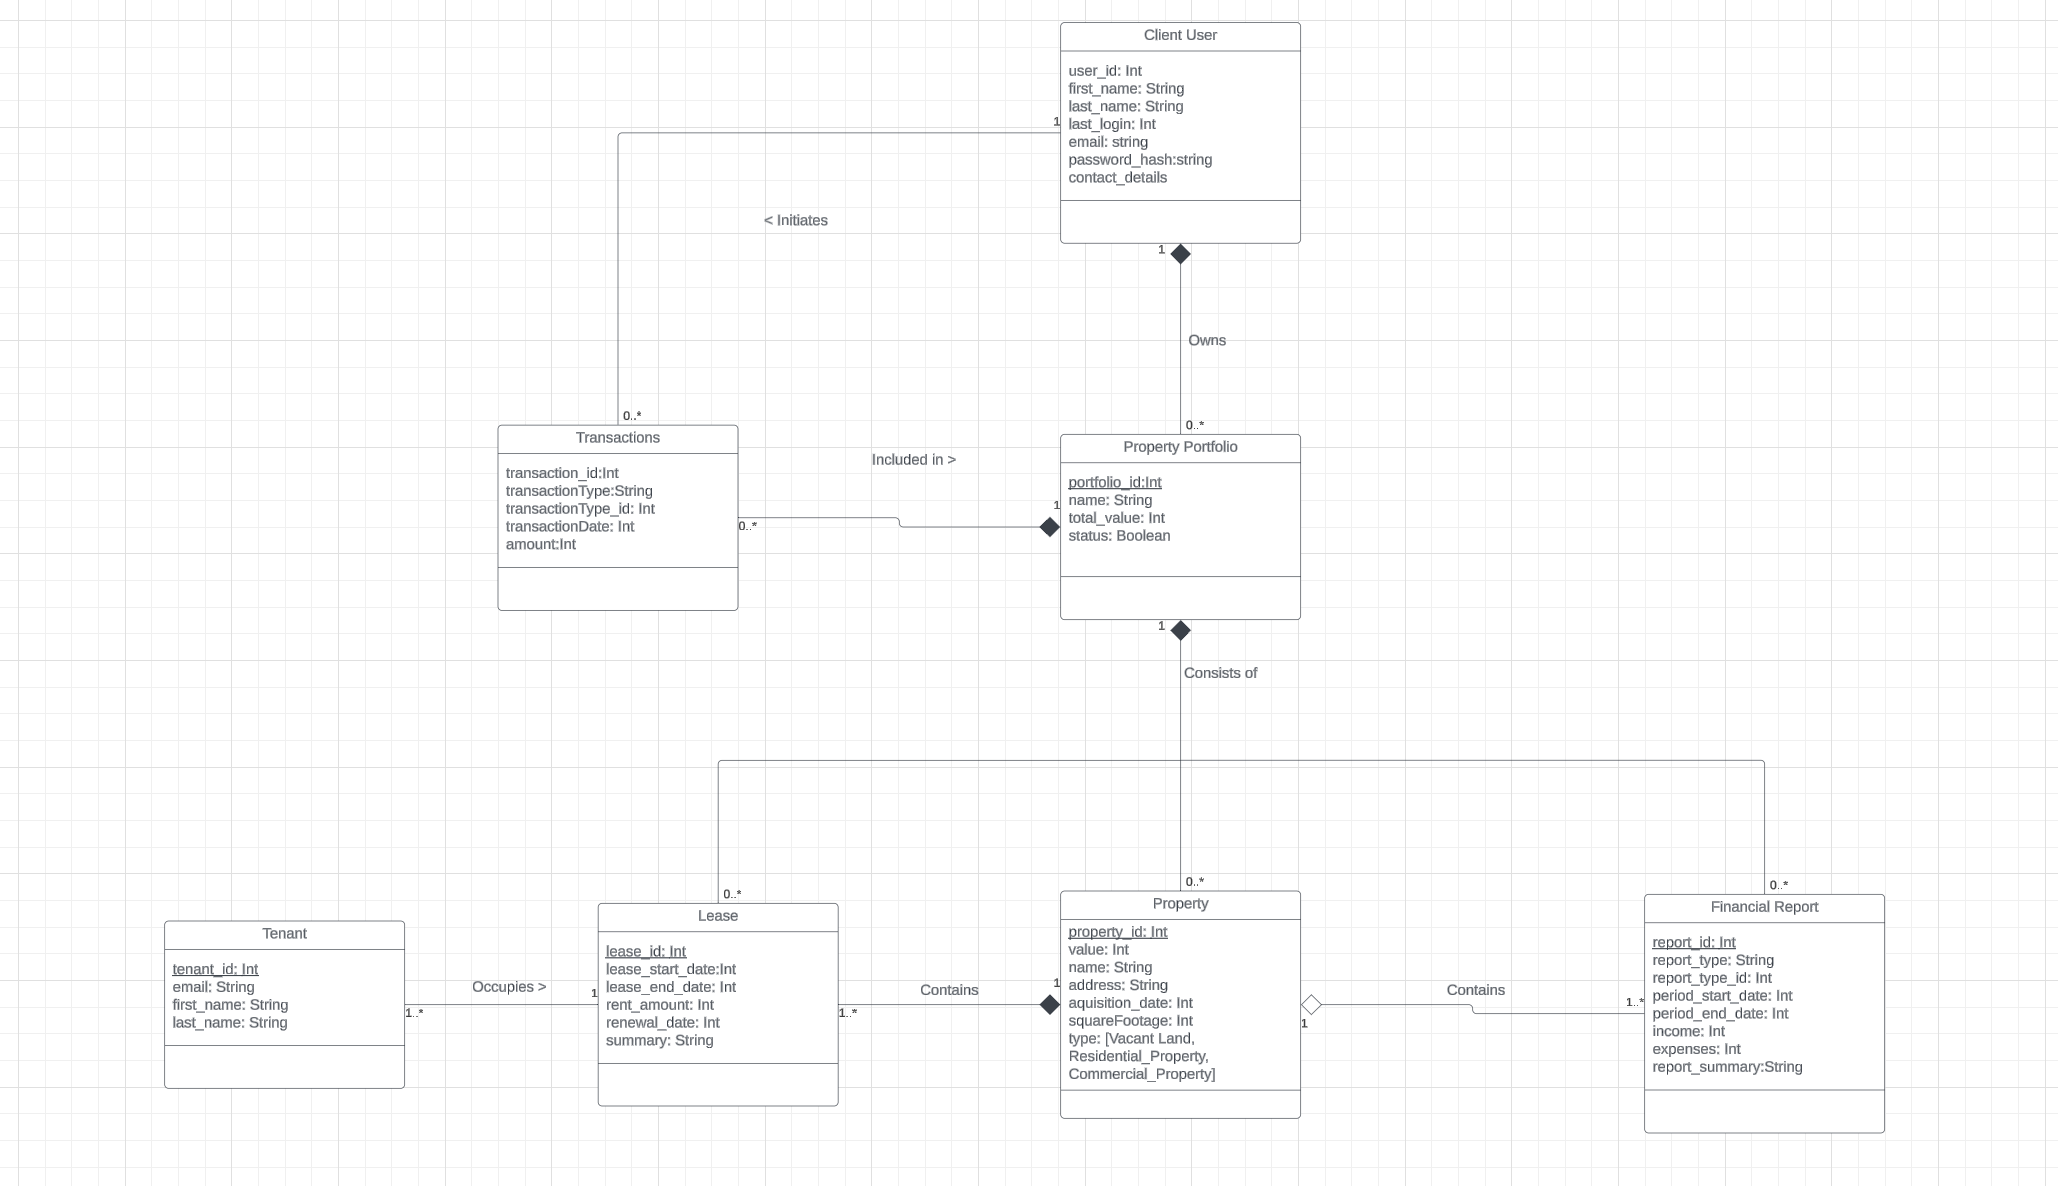 Client User
user_id: Int
first_name: String
last_name: String
last_login: Int
email: string
password_hash:string
contact_details
1
< Initiates
1
Owns
0..*
0..*
Transactions
transaction_id:Int
transactionType:String
transactionType_id: Int
transactionDate: Int
amount:Int
0..*
Included in >
1
Property Portfolio
portfolio_id:Int
name: String
total_value: Int
status: Boolean
1
Consists of
0..*
0..*
0..*
Tenant
tenant_id: Int
email: String
first_name: String
last_name: String
1..*
Occupies >
1
Lease
lease_id: Int
lease_start_date:Int
lease_end_date: Int
rent_amount: Int
renewal_date: Int
summary: String
1..*
Contains
1
Property
property_id: Int
value: Int
name: String
address: String
aquisition_date: Int
squareFootage: Int
type: [Vacant Land,
Residential_Property,
Commercial_Property]
1
Contains
1..*
Financial Report
report_id: Int
report_type: String
report_type_id: Int
period_start_date: Int
period_end_date: Int
income: Int
expenses: Int
report_summary:String